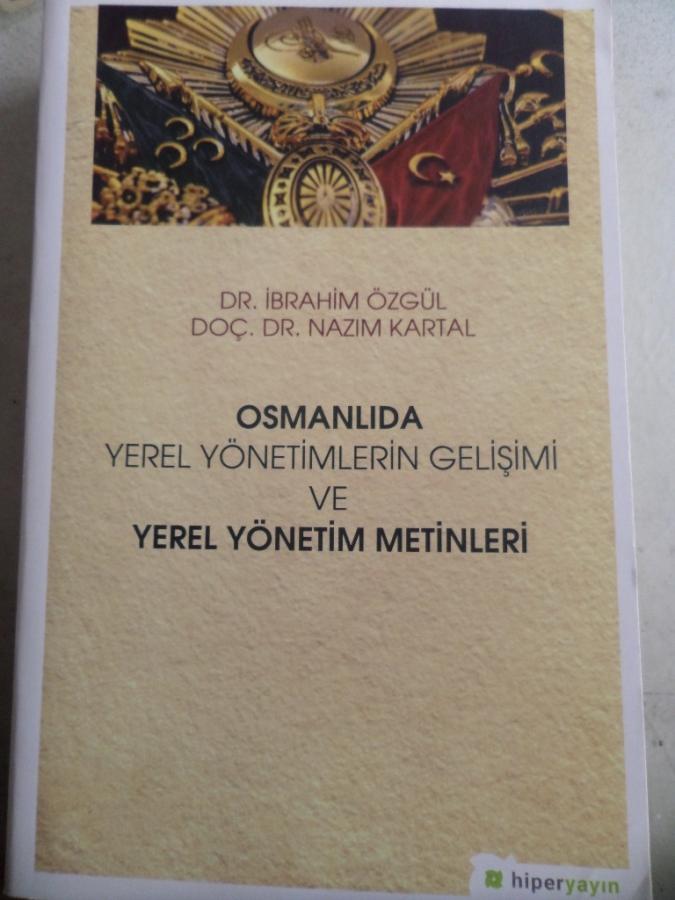 DR. İBRAHİM ÖZGÜL
DOÇ. DR. NAZIM KARTAL
OSMANLIDA
YEREL YÖNETİMLERİN GELİŞİMİ
VE
YEREL YÖNETİM METİNLERİ
hiperyayın